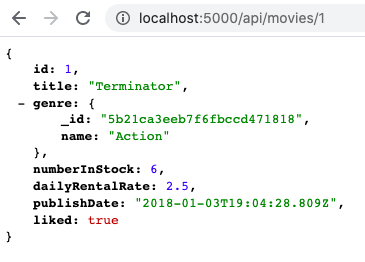 localhost:5000/api/movies/1
{
id: 1,
title: "Terminator",
- genre: {
_id: "5b21ca3eeb7f6fbccd471818",
name: "Action"
},
numberInStock: 6,
dailyRentalRate: 2.5,
publishDate: "2018-01-03T19:04:28.809Z",
liked: true
}